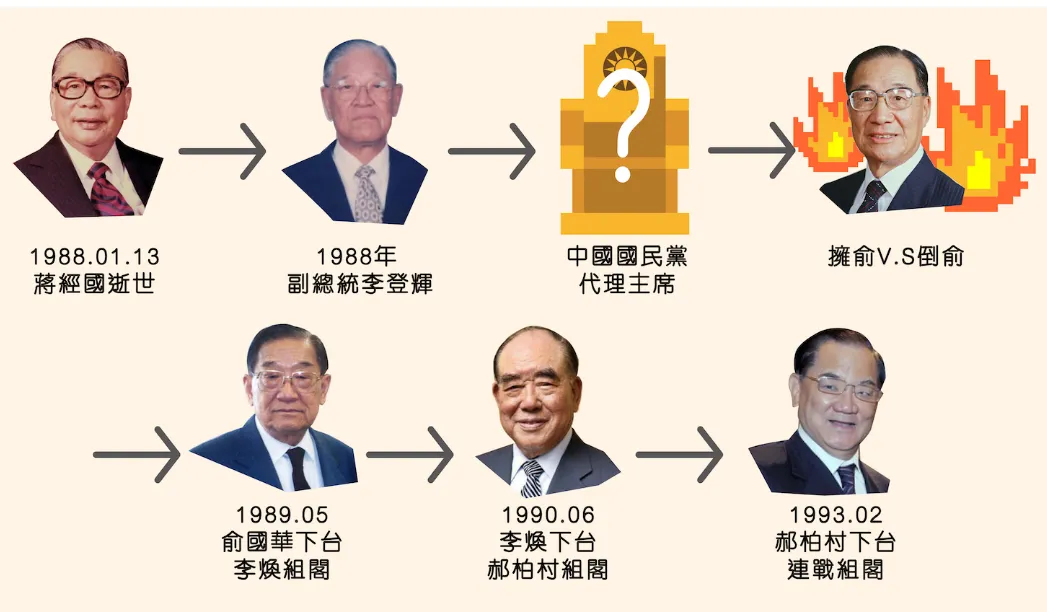 1988.01.13
蔣經國逝世
1988年
副總統李登輝
?
中國國民黨
代理主席
擁俞V.S倒俞
1989.05
俞國華下台
李煥組閣
1990.06
李煥下台
郝柏村組閣
1993.02
郝柏村下台
連戰組閣